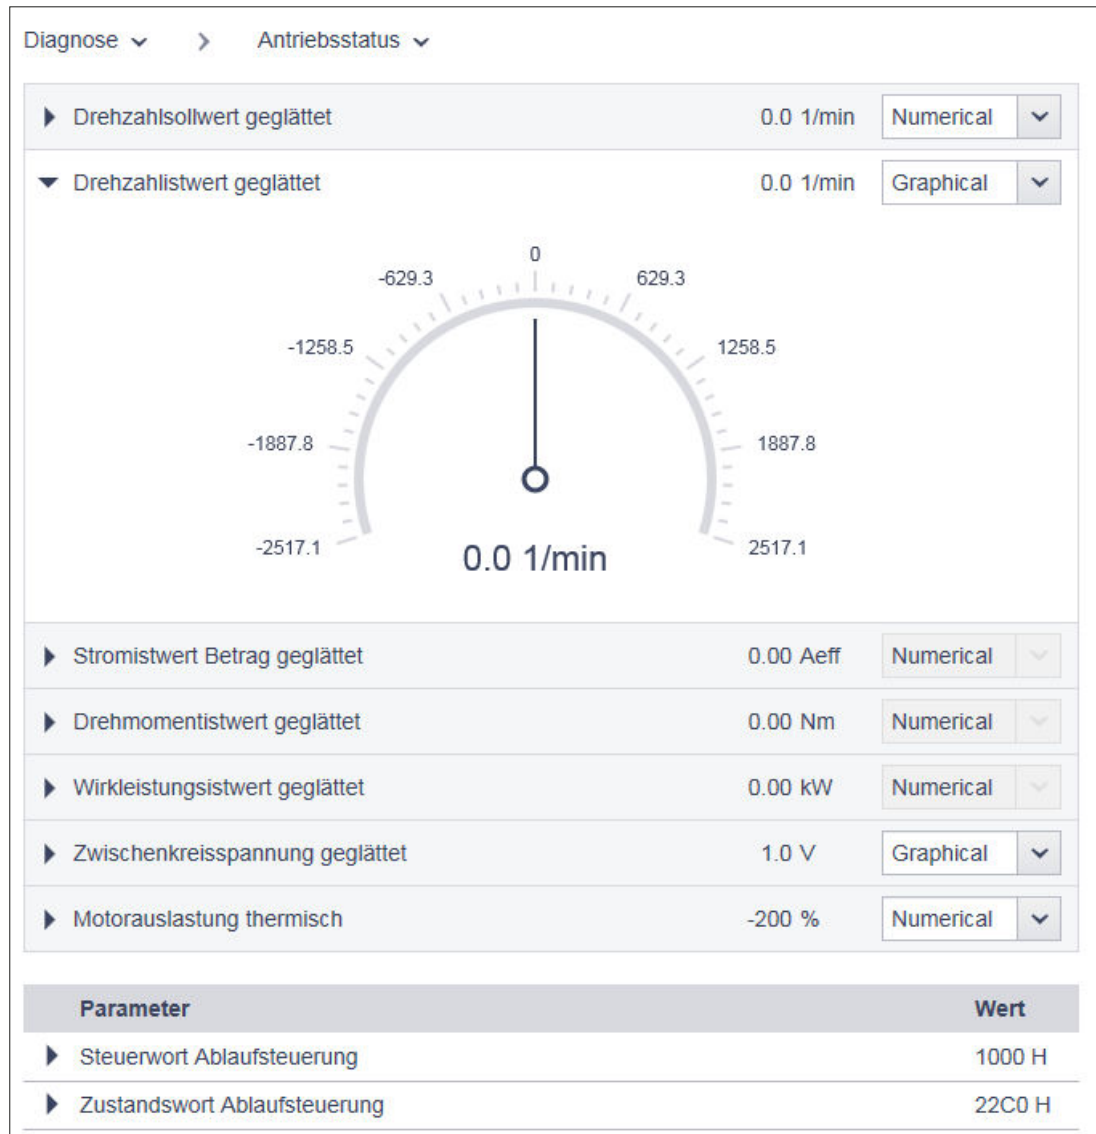 Diagnose > Antriebsstatus
Drehzahlsollwert geglättet 0.0 1/min Numerical
Drehzahlistwert geglättet 0.0 1/min Graphical
0
-629.3 629.3
-1258.5 1258.5
-1887.8 1887.8
-2517.1 2517.1
0.0 1/min
Stromistwert Betrag geglättet 0.00 Aeff Numerical
Drehmomentistwert geglättet 0.00 Nm Numerical
Wirkleistungsistwert geglättet 0.00 kW Numerical
Zwischenkreisspannung geglättet 1.0 V Graphical
Motorauslastung thermisch -200 % Numerical
Parameter Wert
Steuerwort Ablaufsteuerung 1000 H
Zustandswort Ablaufsteuerung 22C0 H